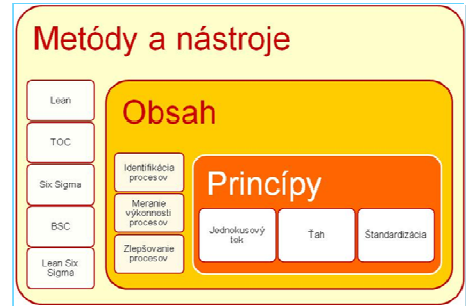 Metódy a nástroje
Lean
TOC
Six Sigma
BSC
Lean Six
Sigma
Obsah
Identifikácia
procesov
Meranie
výkonnosti
procesov
Zlepšovanie
procesov
Princípy
Jednokusový
tok
Ťah
Štandardizácia